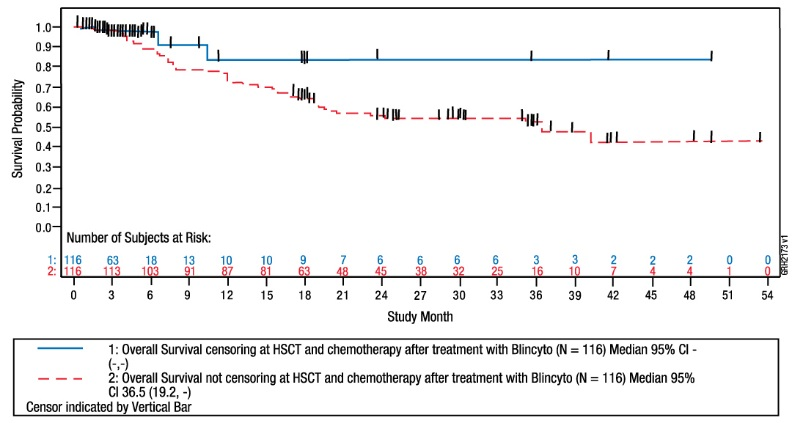 Survival Probability
1.0
0.9
0.8
0.7
0.6
0.5
0.4
0.3
0.2
0.1
0.0
Number of Subjects at Risk:
1: 116 63 18 13 10 10 9 7 6 6 6 6 3 3 2 2 2 0 0
2: 116 113 103 91 87 81 63 48 45 38 32 25 16 10 7 4 4 1 0
0 3 6 9 12 15 18 21 24 27 30 33 36 39 42 45 48 51 54
Study Month
GRH2173 v1
1: Overall Survival censoring at HSCT and chemotherapy after treatment with Blincyto (N = 116) Median 95% CI -
(-,-)
2: Overall Survival not censoring at HSCT and chemotherapy after treatment with Blincyto (N = 116) Median 95%
CI 36.5 (19.2, -)
Censor indicated by Vertical Bar